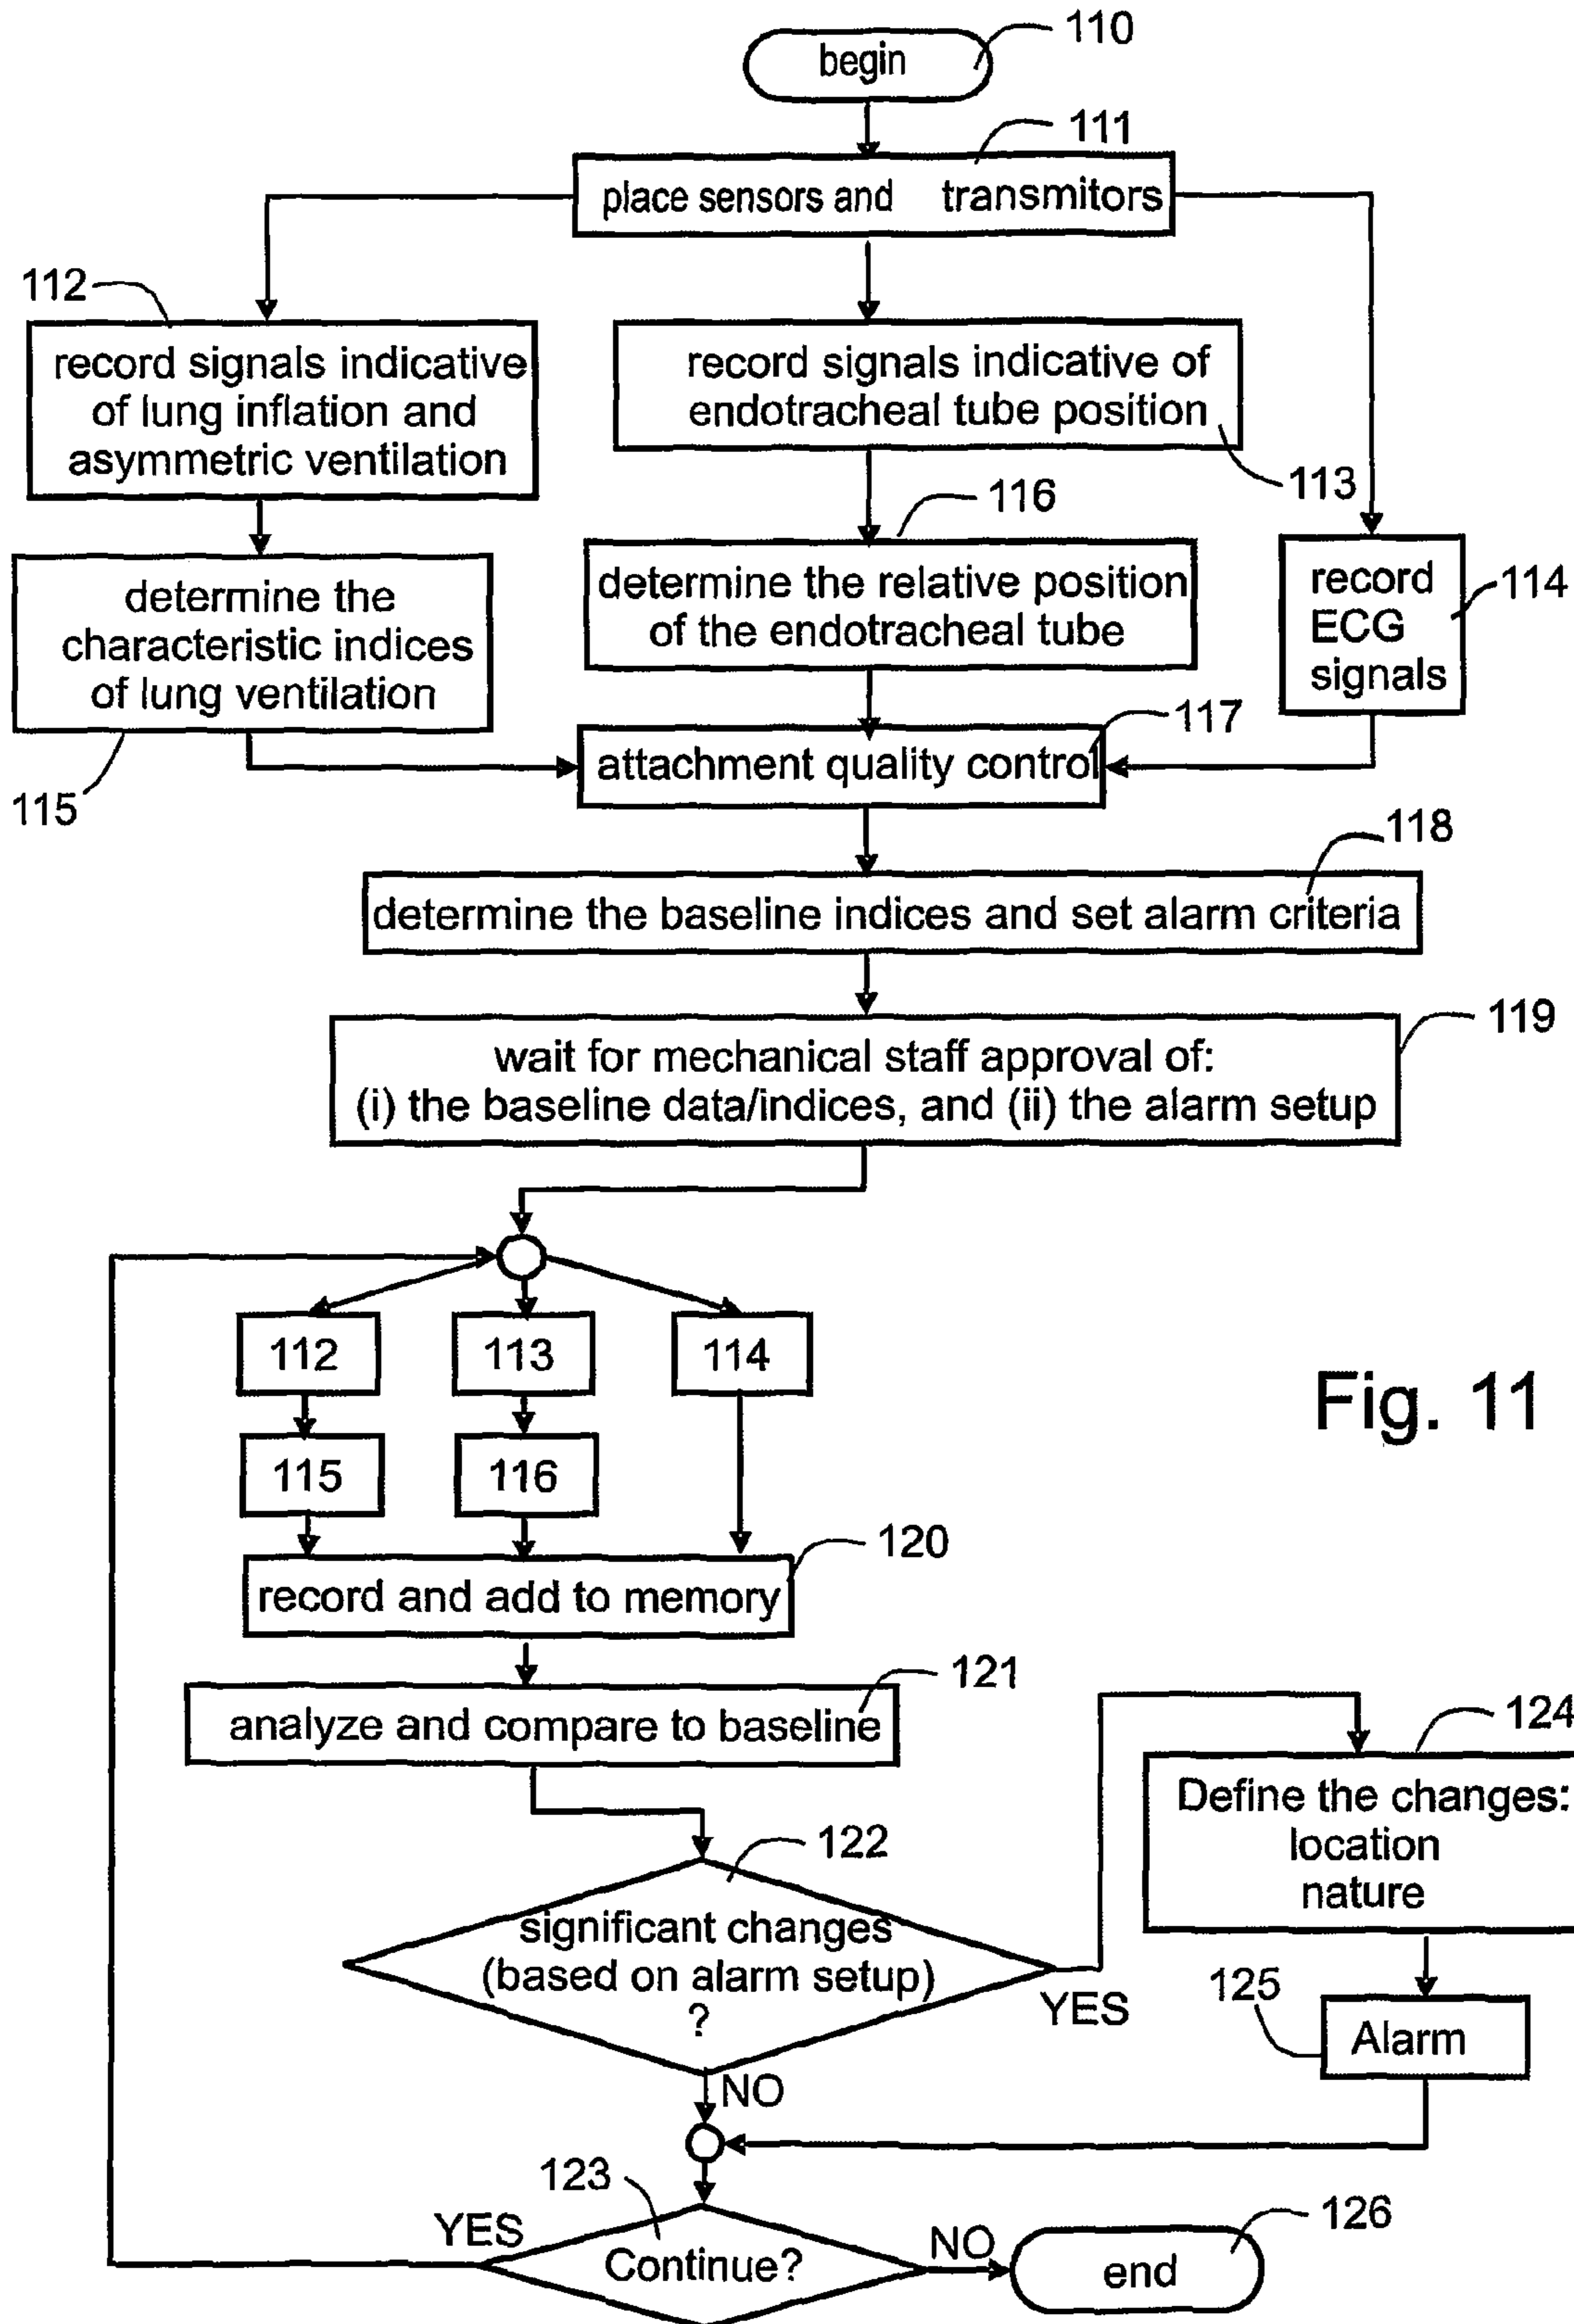 110
begin
111
place sensors and transmitors
112
record signals indicative
of lung inflation and
asymmetric ventilation
record signals indicative of
endotracheal tube position
113
116
determine the
characteristic indices
of lung ventilation
determine the relative position
of the endotracheal tube
record
ECG
signals
114
115
117
attachment quality control
118
determine the baseline indices and set alarm criteria
119
wait for mechanical staff approval of:
(i) the baseline data/indices, and (ii) the alarm setup
112
113
114
115
116
Fig. 11
120
record and add to memory
121
analyze and compare to baseline
124
Define the changes:
location
nature
122
significant changes
(based on alarm setup)
?
YES
125
Alarm
NO
123
YES
Continue?
NO
126
end